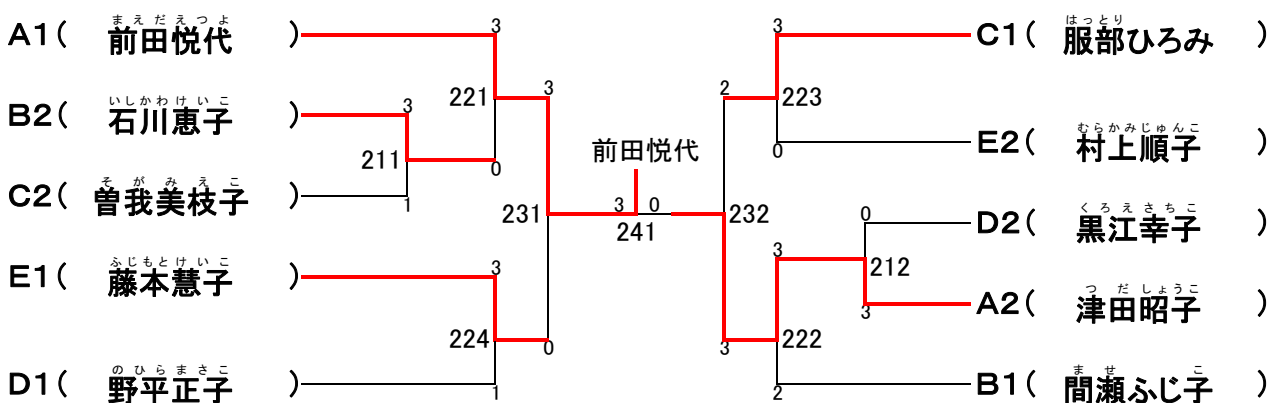 まえだえつよ
A1( 前田悦代 )
いしかわけいこ
B2( 石川恵子 )
そがみえこ
C2( 曽我美枝子 )
ふじもとけいこ
E1( 藤本慧子 )
のひらまさこ
D1( 野平正子 )
3
221
3
3
211
0
1
231
3
224
0
1
前田悦代
3 0
241
3
2
223
0
232
0
3
212
3
3
222
2
はっとり
C1( 服部ひろみ )
むらかみじゅんこ
E2( 村上順子 )
くろえさちこ
D2( 黒江幸子 )
つだしょうこ
A2( 津田昭子 )
ませ こ
B1( 間瀬ふじ子 )